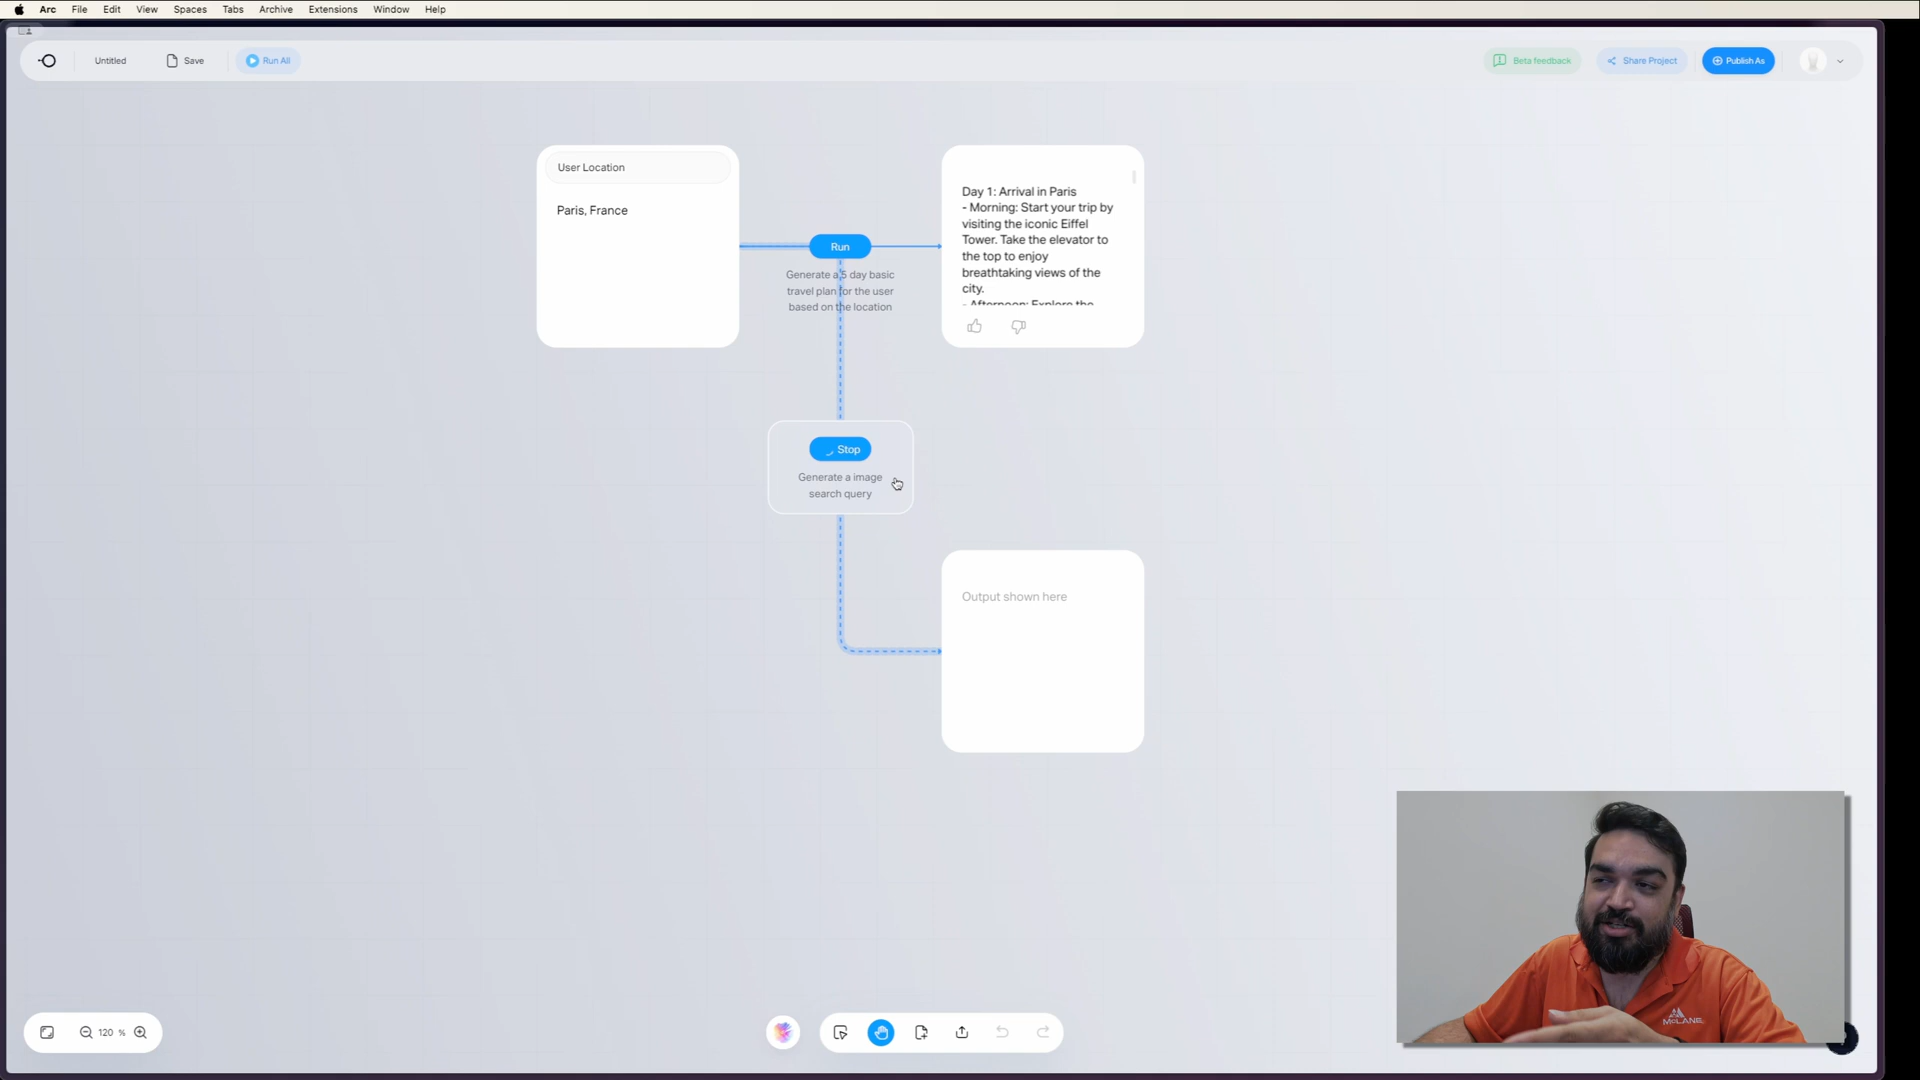 Arc File Edit View Spaces Tabs Archive Extensions Window Help
Untitled Save Run All Beta feedback Share Project Publish As
User Location
Paris, France
Run
Generate a 5 day basic
travel plan for the user
based on the location
Day 1: Arrival in Paris
- Morning: Start your trip by
visiting the iconic Eiffel
Tower. Take the elevator to
the top to enjoy
breathtaking views of the
city.
- Afternoon: Explore the
Stop
Generate a image
search query
Output shown here
McLANE
120 %